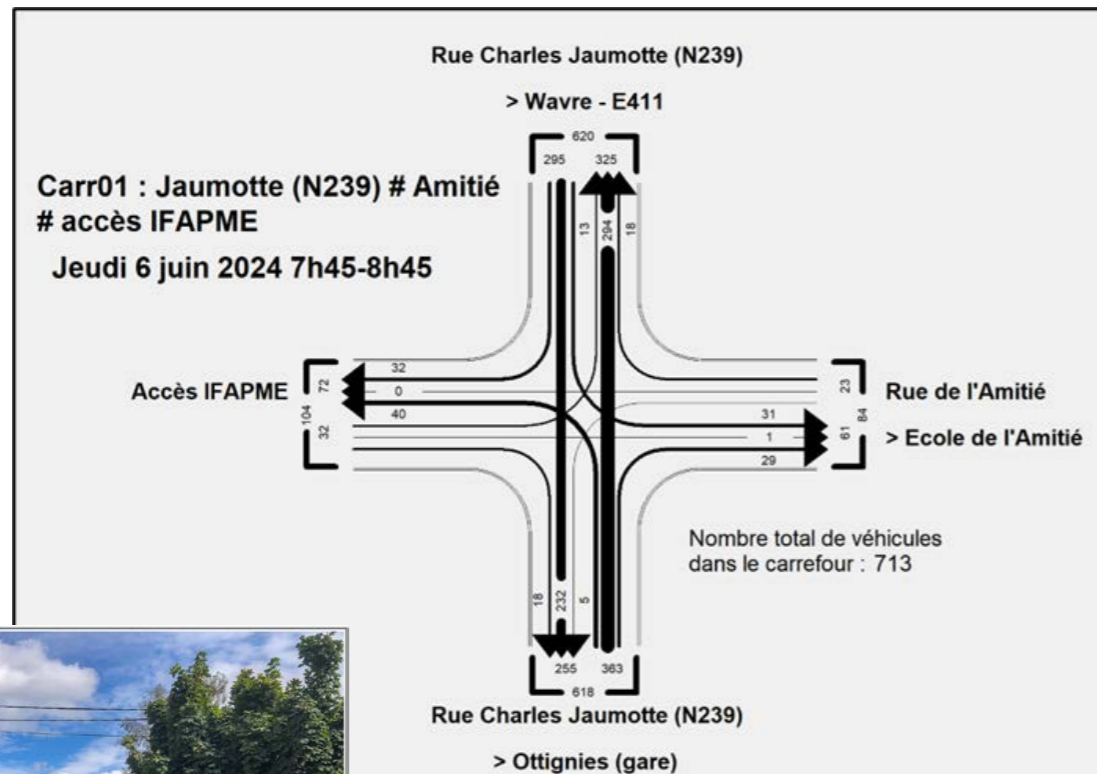 Rue Charles Jaumotte (N239)
> Wavre - E411
620
295 325
Carr01 : Jaumotte (N239) # Amitié
# accès IFAPME
Jeudi 6 juin 2024 7h45-8h45
13 294 18
Accès IFAPME
104
72
32
32
0
40
31
1
29
23
61
84
Rue de l'Amitié
> Ecole de l'Amitié
Nombre total de véhicules
dans le carrefour : 713
18 232 5
255 363
618
Rue Charles Jaumotte (N239)
> Ottignies (gare)